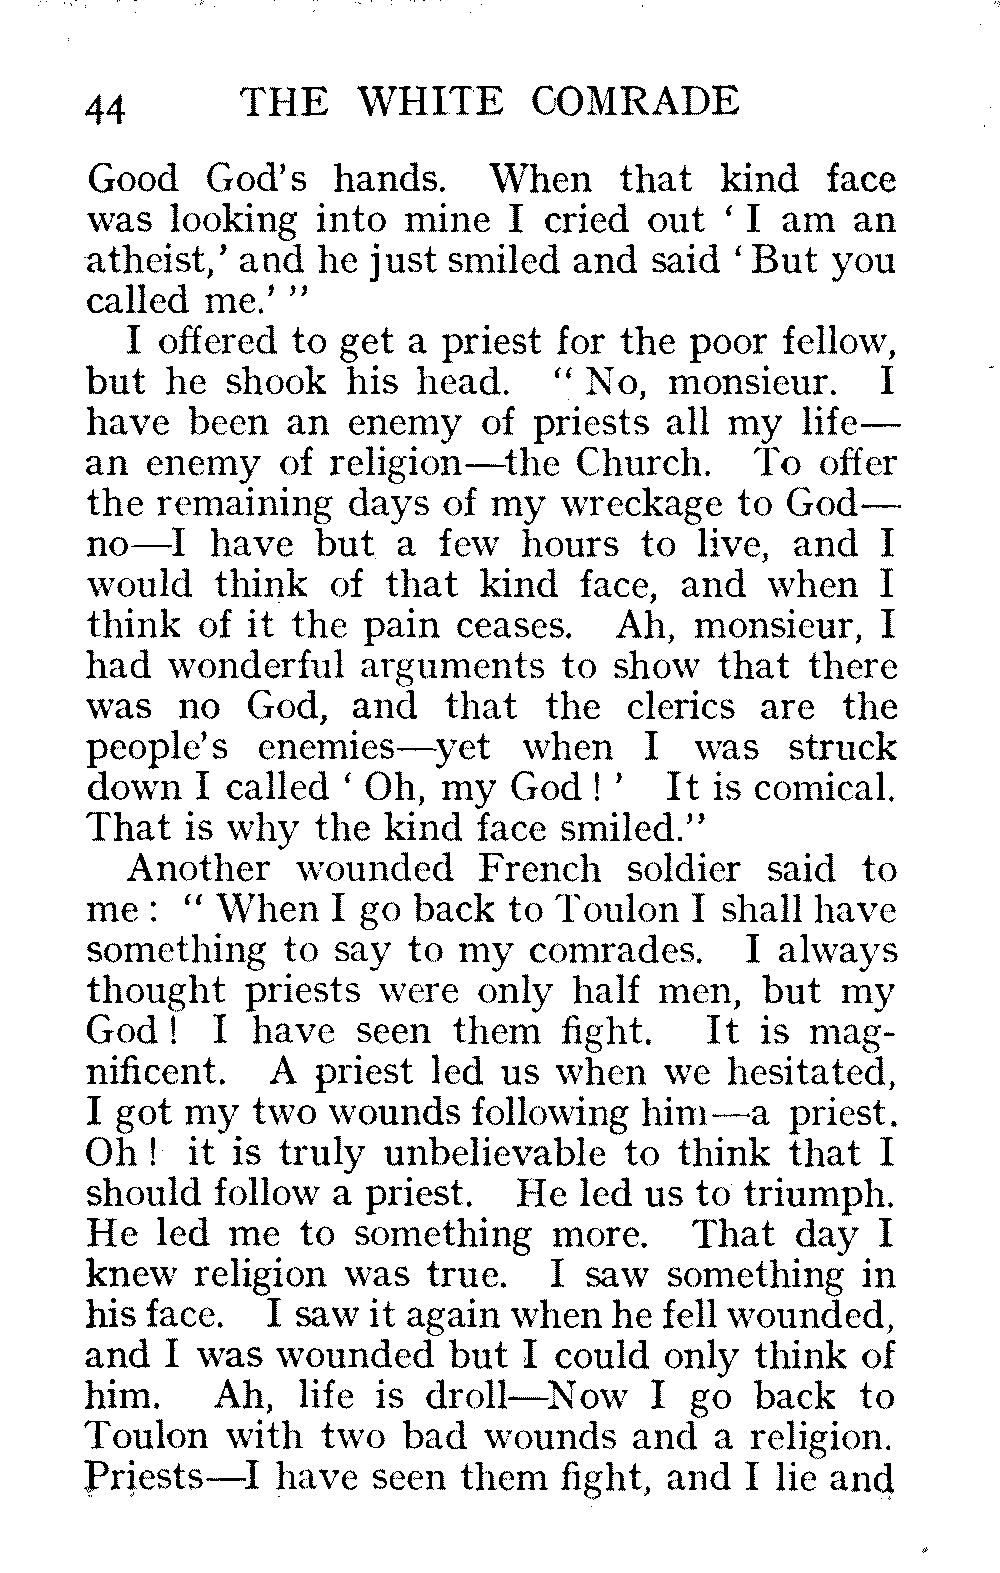 44 THE WHITE COMRADE
Good God's hands. When that kind face
was looking into mine I cried out ‘ I am an
atheist,’ and he just smiled and said ‘ But you
called me.’ ”
I offered to get a priest for the poor fellow,
but he shook his head. “ No, monsieur. I
have been an enemy of priests all my life—
an enemy of religion—the Church. To offer
the remaining days of my wreckage to God—
no—I have but a few hours to live, and I
would think of that kind face, and when I
think of it the pain ceases. Ah, monsieur, I
had wonderful arguments to show that there
was no God, and that the clerics are the
people's enemies—yet when I was struck
down I called ‘ Oh, my God ! ’ It is comical.
That is why the kind face smiled.”
Another wounded French soldier said to
me : “ When I go back to Toulon I shall have
something to say to my comrades. I always
thought priests were only half men, but my
God ! I have seen them fight. It is mag-
nificent. A priest led us when we hesitated,
I got my two wounds following him—a priest.
Oh ! it is truly unbelievable to think that I
should follow a priest. He led us to triumph.
He led me to something more. That day I
knew religion was true. I saw something in
his face. I saw it again when he fell wounded,
and I was wounded but I could only think of
him. Ah, life is droll—Now I go back to
Toulon with two bad wounds and a religion.
Priests—I have seen them fight, and I lie and